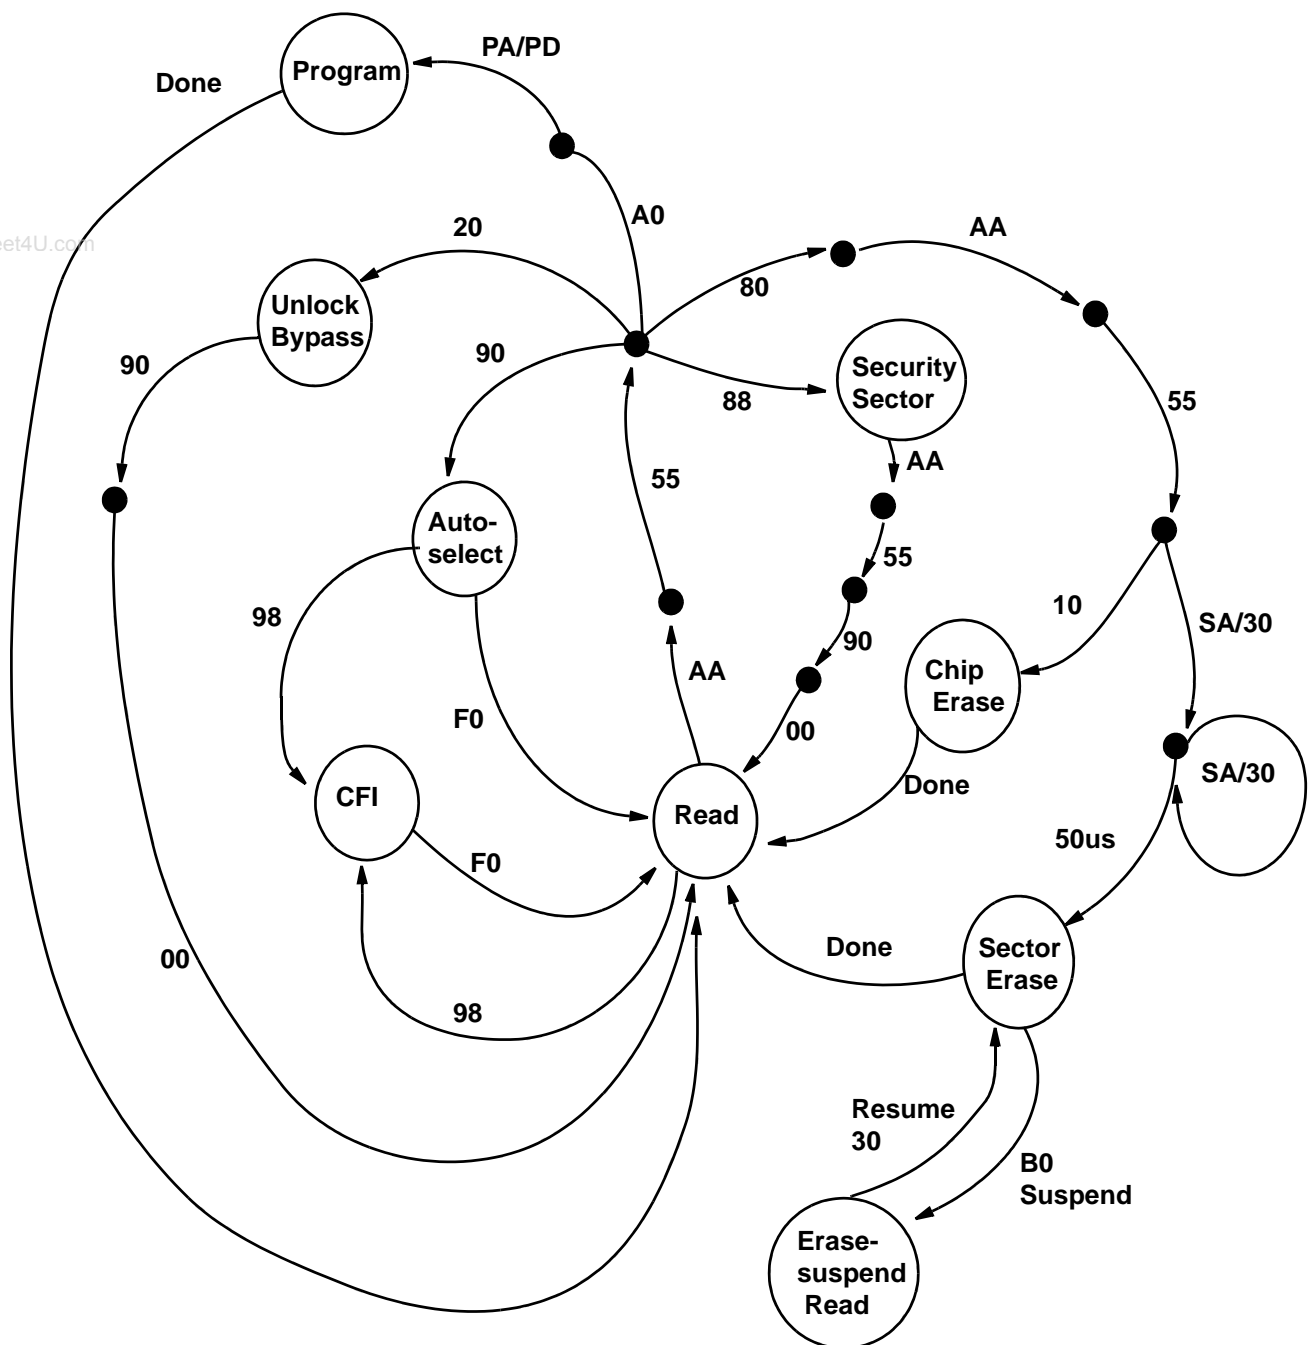 PA/PD
Program
Done
A0
20
AA
eet4U.com
80
Unlock
Bypass
90
90
Security
Sector
88
55
AA
55
Auto-
select
55
98
10
SA/30
90
AA
Chip
Erase
F0
00
SA/30
Done
CFI
Read
50us
F0
Done
Sector
Erase
00
98
Resume
30
B0
Suspend
Erase-
suspend
Read